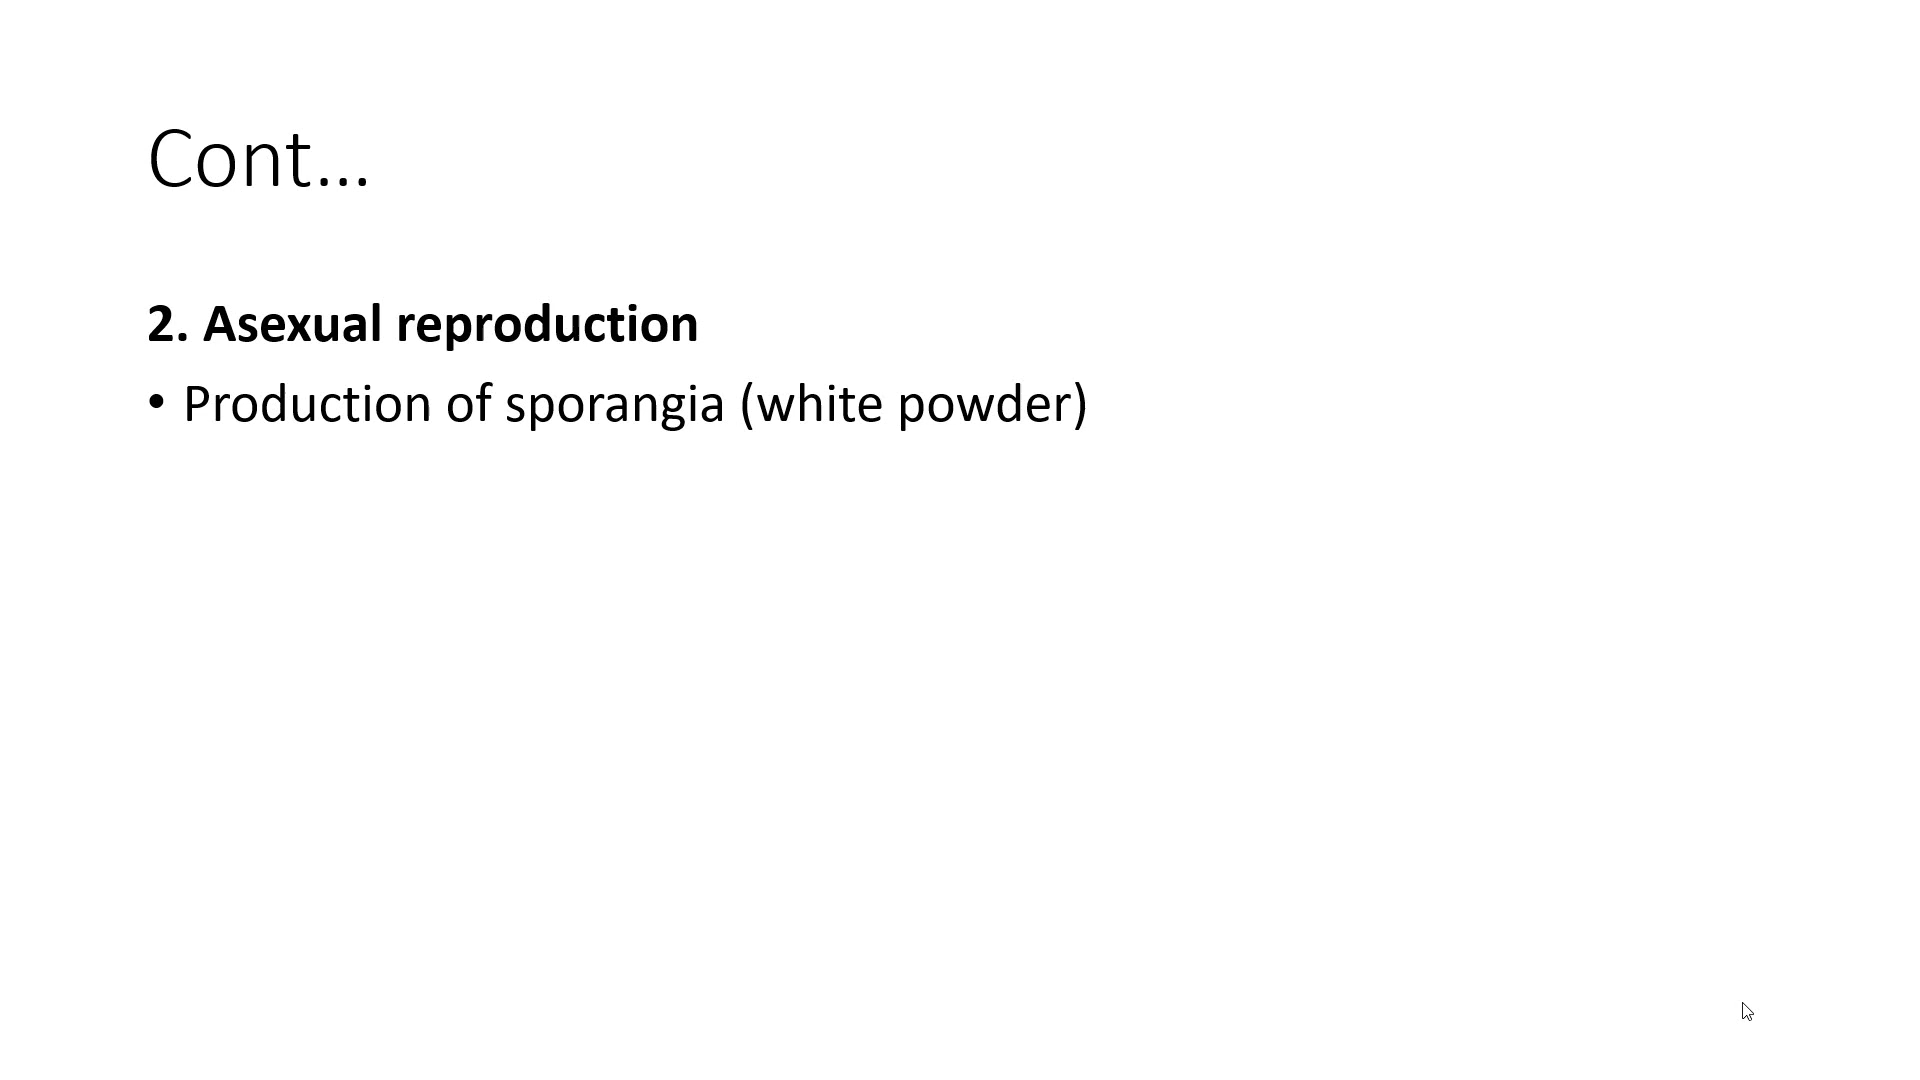 Cont…
2. Asexual reproduction
• Production of sporangia (white powder)